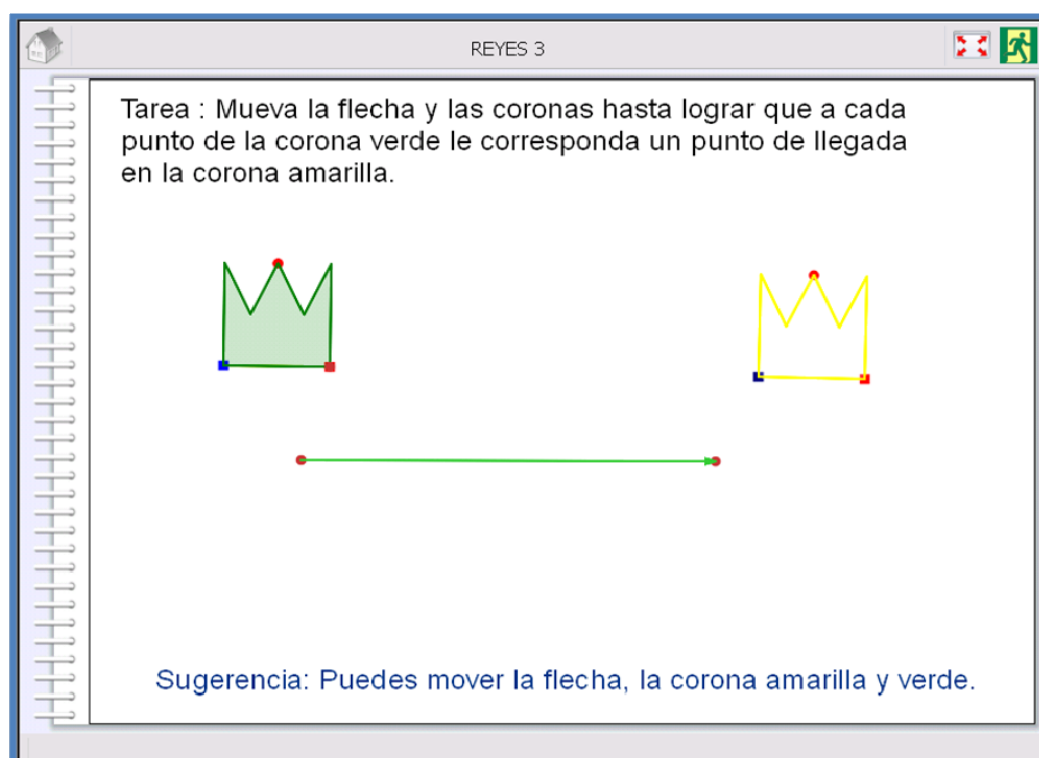 REYES 3
Tarea : Mueva la flecha y las coronas hasta lograr que a cada
punto de la corona verde le corresponda un punto de llegada
en la corona amarilla.
Sugerencia: Puedes mover la flecha, la corona amarilla y verde.